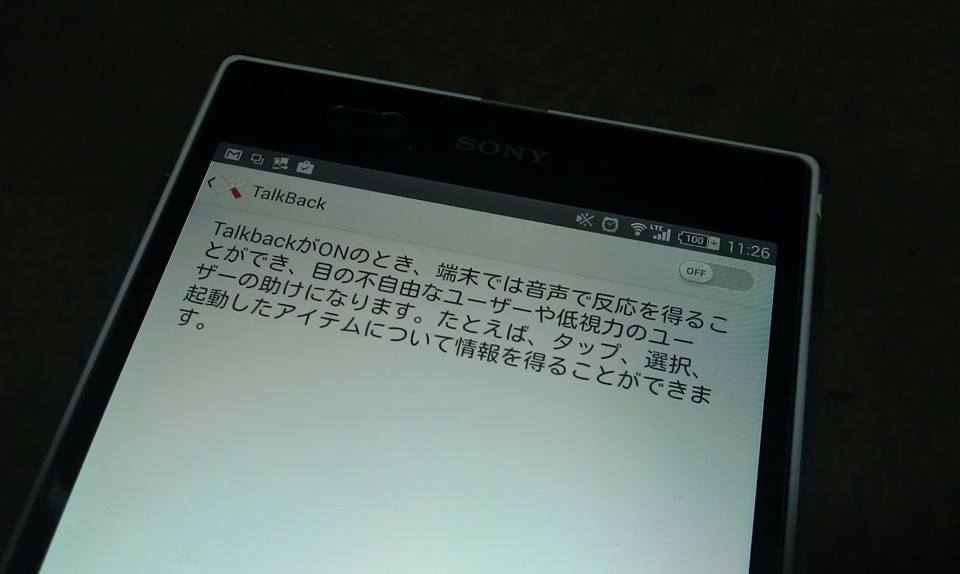 SONY
LTE
100
11:26
TalkBack
OFF
TalkbackがONのとき、端末では音声で反応を得るこ
とができ、目の不自由なユーザーや低視力のユー
ザーの助けになります。たとえば、タップ、選択、
起動したアイテムについて情報を得ることができま
す。